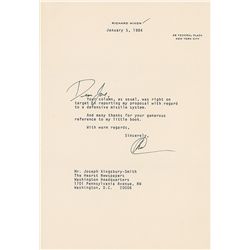 RICHARD NIXON
January 5, 1984
26 FEDERAL PLAZA
NEW YORK CITY
Dear Joe,
Your column, as usual, was right on
target in reporting my proposal with regard
to a defensive missile system.
And many thanks for your generous
reference to my little book.
With warm regards,
Sincerely,
Mr. Joseph Kingsbury-Smith
The Hearst Newspapers
Washington Headquarters
1701 Pennsylvania Avenue, NW
Washington, D.C. 20006